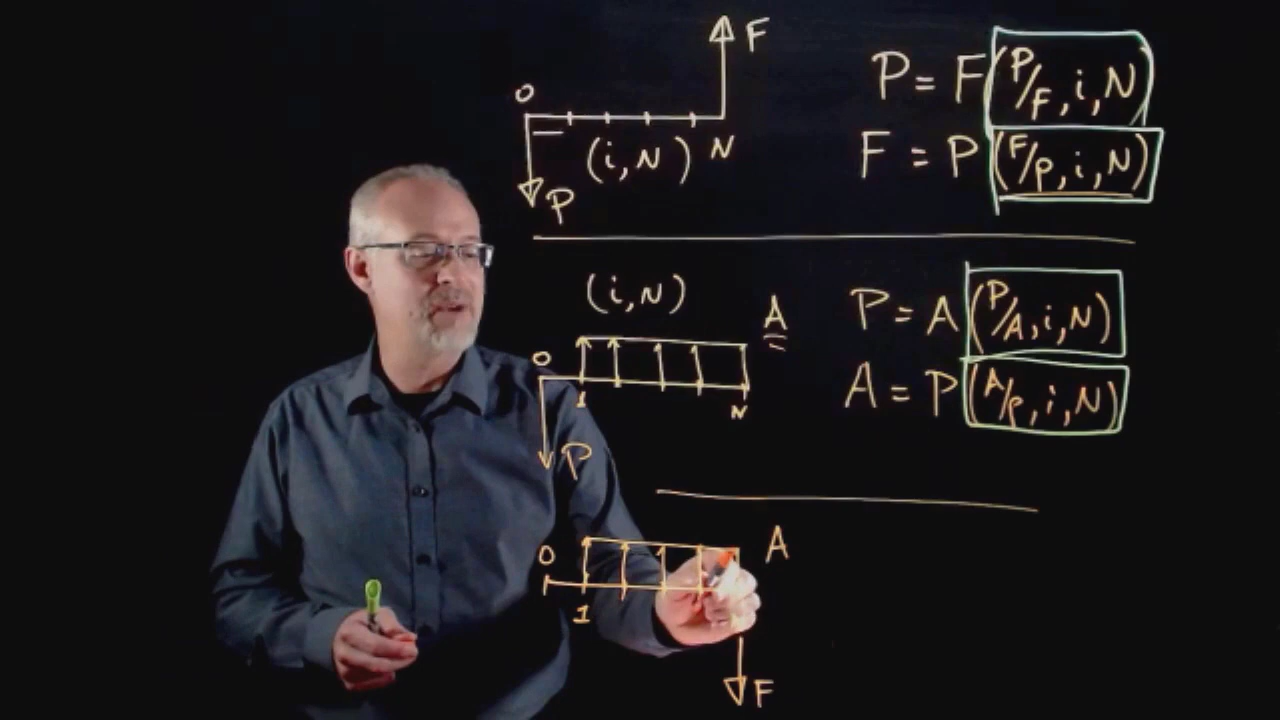 F
P = F (P/F, i, N)
0
(i, N) N
F = P (F/P, i, N)
P
(i, N)
A
P = A (P/A, i, N)
0
1 N
A = P (A/P, i, N)
P
A
0
1
F